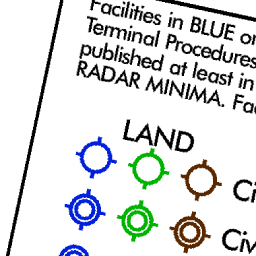 Facilities in BLUE or
Terminal Procedures
published at least in
RADAR MINIMA. Fac
LAND
Ci
Civ